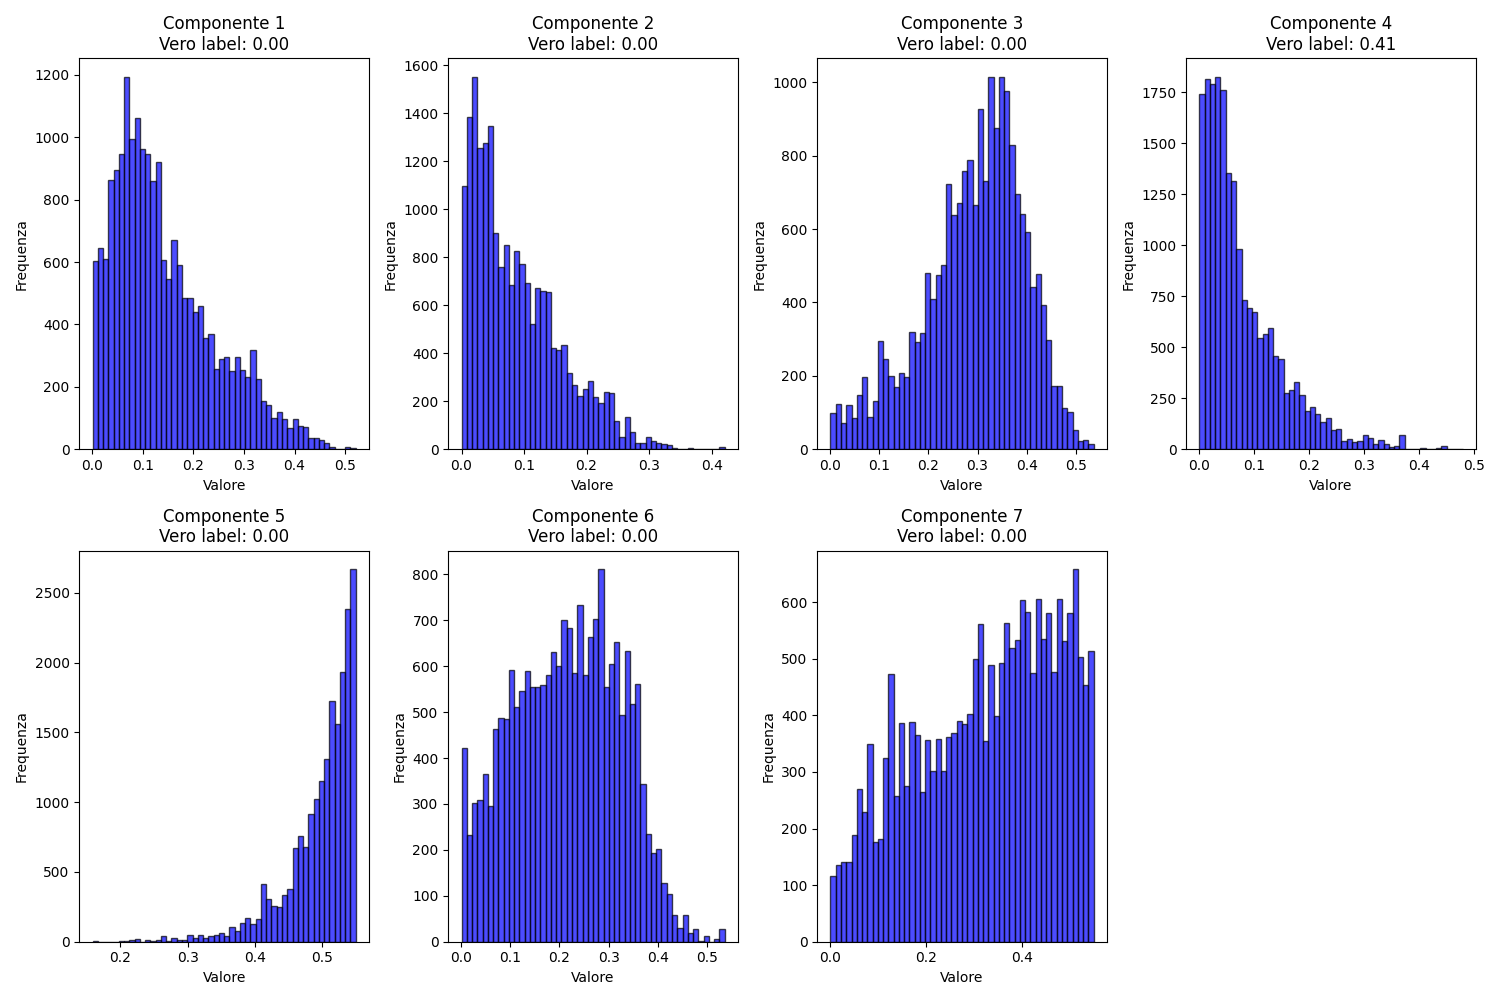 Componente 1
Vero label: 0.00
Frequenza
1200
1000
800
600
400
200
0
0.0 0.1 0.2 0.3 0.4 0.5
Valore
Componente 2
Vero label: 0.00
Frequenza
1600
1400
1200
1000
800
600
400
200
0
0.0 0.1 0.2 0.3 0.4
Valore
Componente 3
Vero label: 0.00
Frequenza
1000
800
600
400
200
0
0.0 0.1 0.2 0.3 0.4 0.5
Valore
Componente 4
Vero label: 0.41
Frequenza
1750
1500
1250
1000
750
500
250
0
0.0 0.1 0.2 0.3 0.4 0.5
Valore
Componente 5
Vero label: 0.00
Frequenza
2500
2000
1500
1000
500
0
0.2 0.3 0.4 0.5
Valore
Componente 6
Vero label: 0.00
Frequenza
800
700
600
500
400
300
200
100
0
0.0 0.1 0.2 0.3 0.4 0.5
Valore
Componente 7
Vero label: 0.00
Frequenza
600
500
400
300
200
100
0
0.0 0.2 0.4
Valore